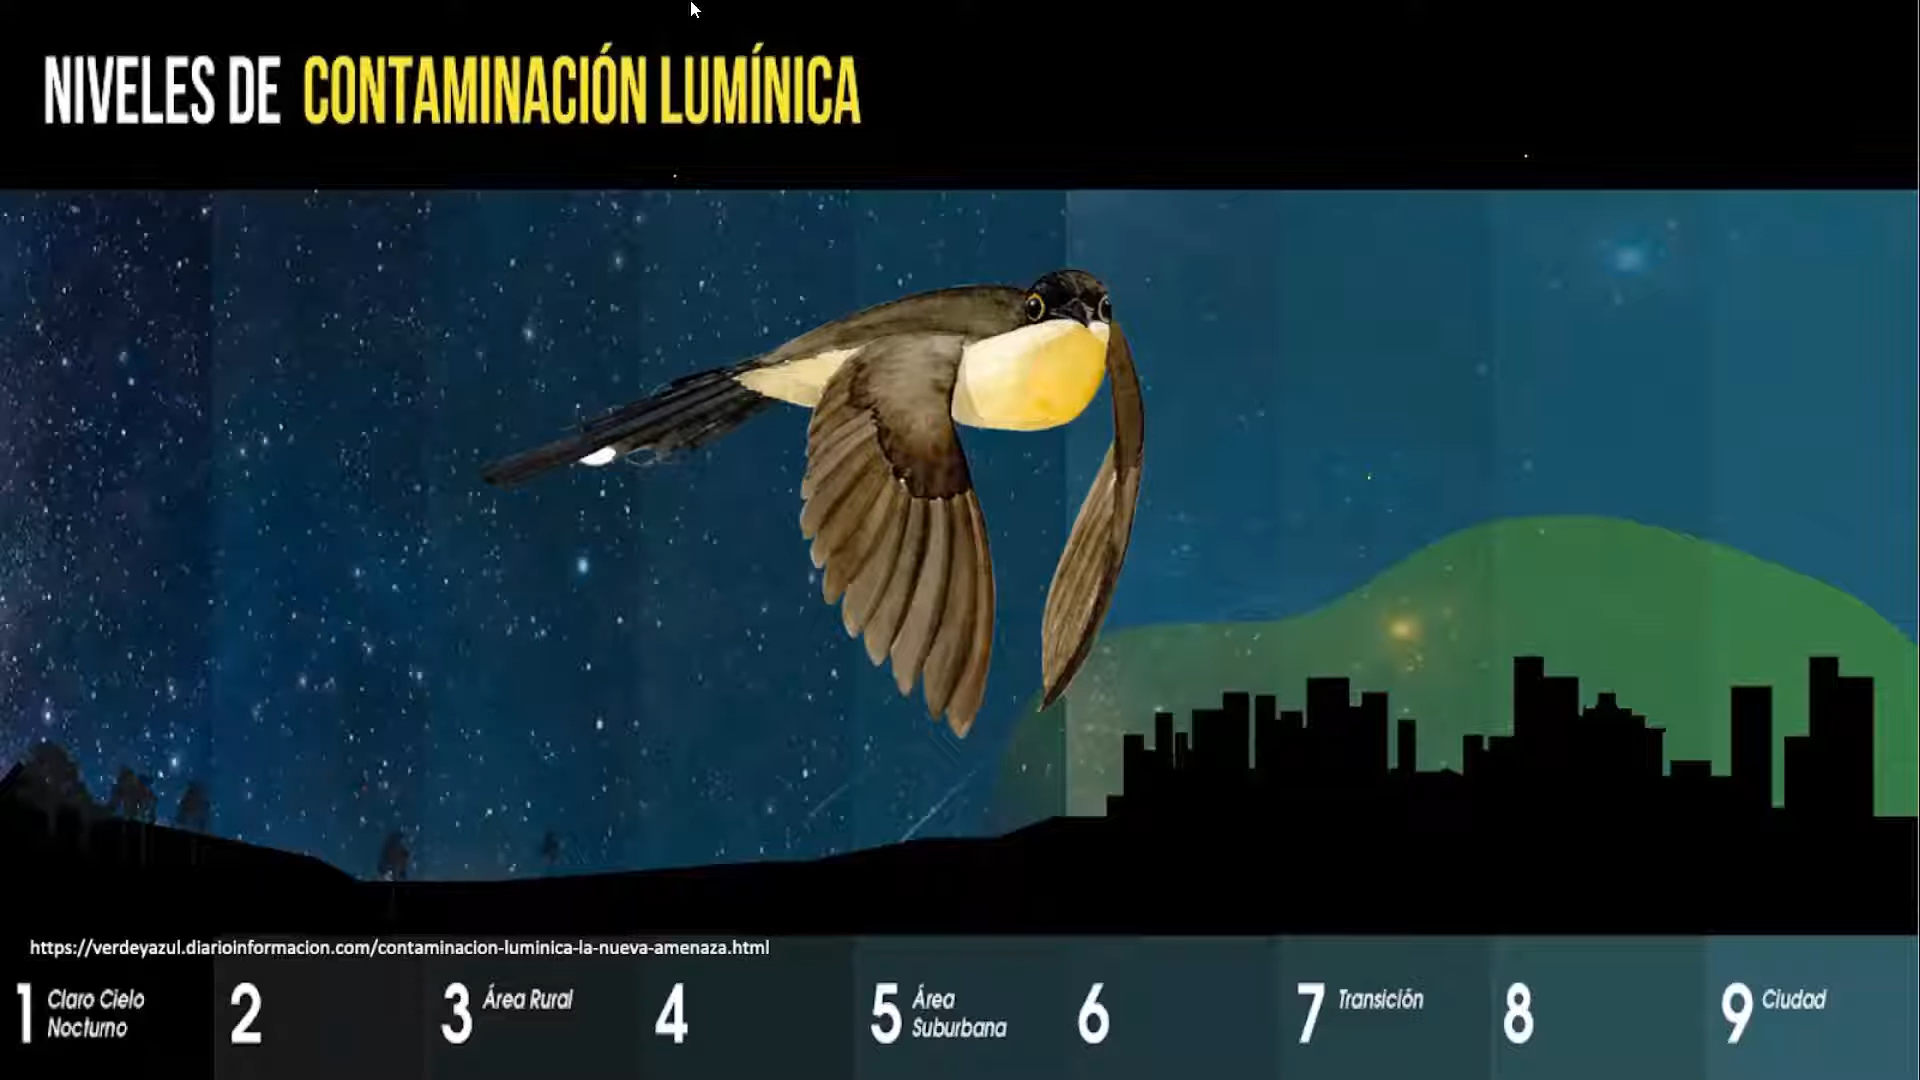 NIVELES DE CONTAMINACIÓN LUMÍNICA
https://verdeyazul.diarioinformacion.com/contaminacion-luminica-la-nueva-amenaza.html
1 Claro Cielo
Nocturno
2
3 Área Rural
4
5 Área
Suburbana
6
7 Transición
8
9 Ciudad